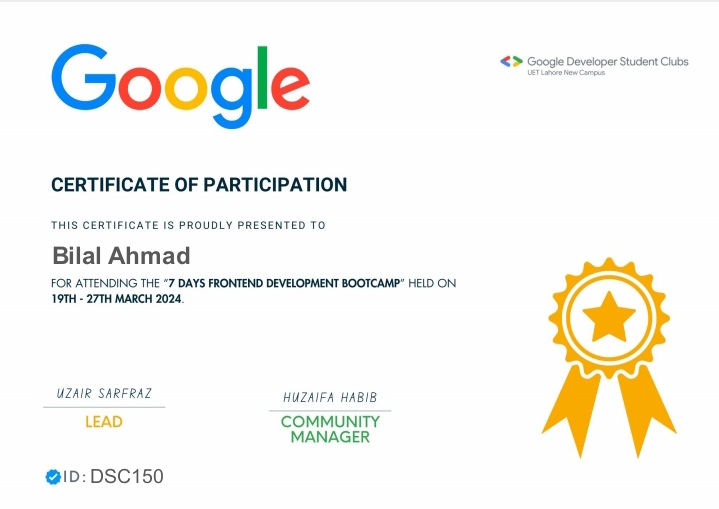 Google
Google Developer Student Clubs
UET Lahore New Campus
CERTIFICATE OF PARTICIPATION
THIS CERTIFICATE IS PROUDLY PRESENTED TO
Bilal Ahmad
FOR ATTENDING THE “7 DAYS FRONTEND DEVELOPMENT BOOTCAMP” HELD ON
19TH - 27TH MARCH 2024.
UZAIR SARFRAZ
LEAD
HUZAIFA HABIB
COMMUNITY
MANAGER
ID: DSC150